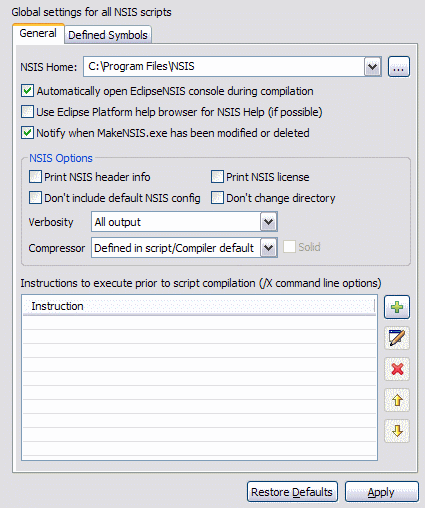 Global settings for all NSIS scripts
General Defined Symbols
NSIS Home: C:\Program Files\NSIS ...
Automatically open EclipseNSIS console during compilation
Use Eclipse Platform help browser for NSIS Help (if possible)
Notify when MakeNSIS.exe has been modified or deleted
NSIS Options
Print NSIS header info Print NSIS license
Don't include default NSIS config Don't change directory
Verbosity All output
Compressor Defined in script/Compiler default Solid
Instructions to execute prior to script compilation (/X command line options)
Instruction
Restore Defaults Apply